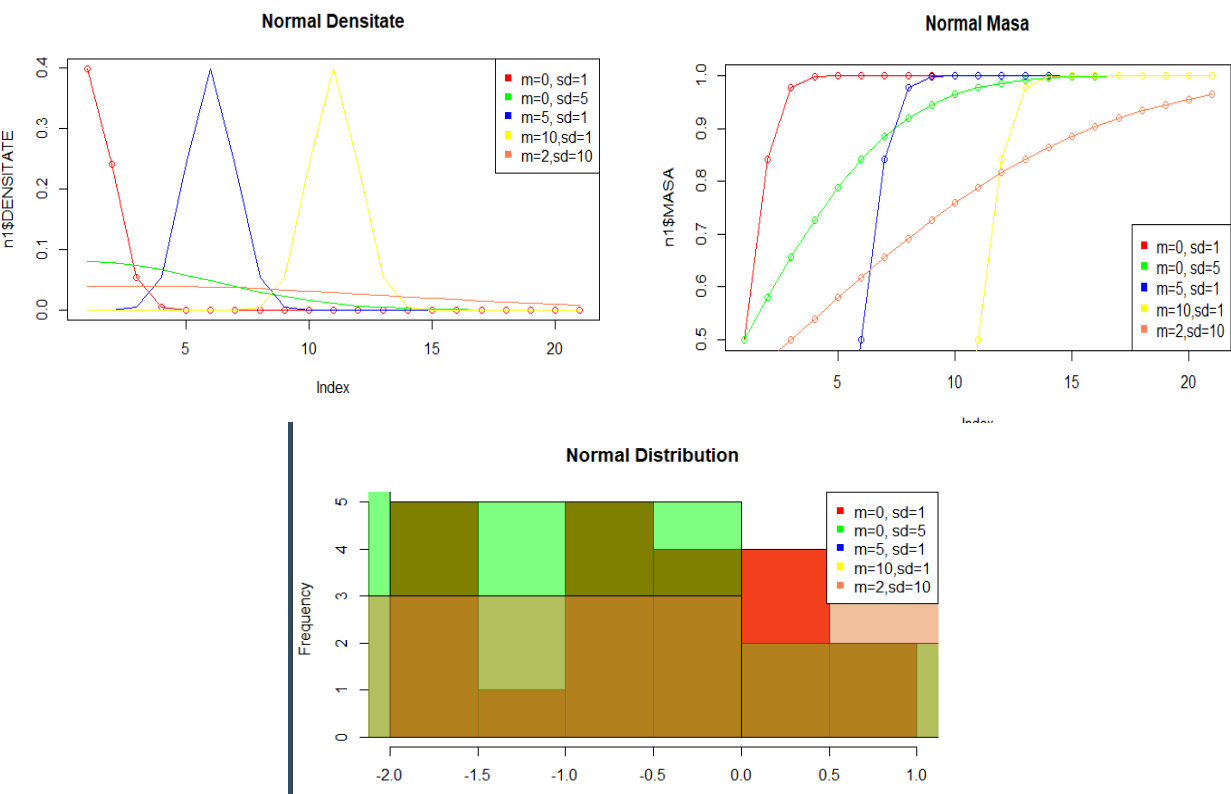 Normal Densitate
n1$DENSITATE
0.0 0.1 0.2 0.3 0.4
m=0, sd=1
m=0, sd=5
m=5, sd=1
m=10,sd=1
m=2,sd=10
5 10 15 20
Index
Normal Masa
n1$MASA
0.5 0.6 0.7 0.8 0.9 1.0
m=0, sd=1
m=0, sd=5
m=5, sd=1
m=10,sd=1
m=2,sd=10
5 10 15 20
Index
Normal Distribution
Frequency
0 1 2 3 4 5
m=0, sd=1
m=0, sd=5
m=5, sd=1
m=10,sd=1
m=2,sd=10
-2.0 -1.5 -1.0 -0.5 0.0 0.5 1.0